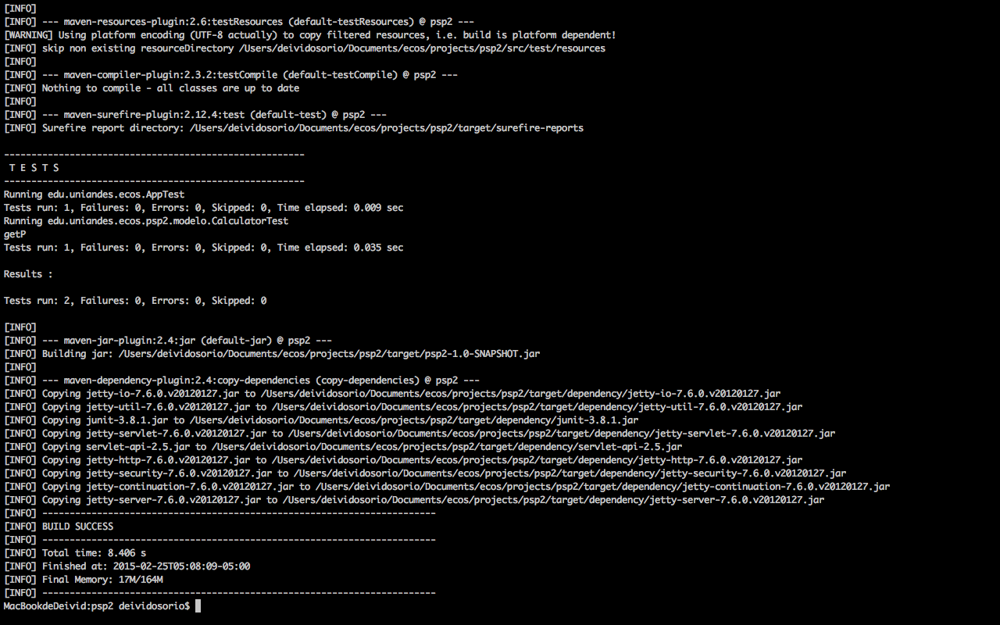 [INFO]
[INFO] --- maven-resources-plugin:2.6:testResources (default-testResources) @ psp2 ---
[WARNING] Using platform encoding (UTF-8 actually) to copy filtered resources, i.e. build is platform dependent!
[INFO] skip non existing resourceDirectory /Users/deividosorio/Documents/ecos/projects/psp2/src/test/resources
[INFO]
[INFO] --- maven-compiler-plugin:2.3.2:testCompile (default-testCompile) @ psp2 ---
[INFO] Nothing to compile - all classes are up to date
[INFO]
[INFO] --- maven-surefire-plugin:2.12.4:test (default-test) @ psp2 ---
[INFO] Surefire report directory: /Users/deividosorio/Documents/ecos/projects/psp2/target/surefire-reports
-------------------------------------------------------
T E S T S
-------------------------------------------------------
Running edu.uniandes.ecos.AppTest
Tests run: 1, Failures: 0, Errors: 0, Skipped: 0, Time elapsed: 0.009 sec
Running edu.uniandes.ecos.psp2.modelo.CalculatorTest
getP
Tests run: 1, Failures: 0, Errors: 0, Skipped: 0, Time elapsed: 0.035 sec
Results :
Tests run: 2, Failures: 0, Errors: 0, Skipped: 0
[INFO]
[INFO] --- maven-jar-plugin:2.4:jar (default-jar) @ psp2 ---
[INFO] Building jar: /Users/deividosorio/Documents/ecos/projects/psp2/target/psp2-1.0-SNAPSHOT.jar
[INFO]
[INFO] --- maven-dependency-plugin:2.4:copy-dependencies (copy-dependencies) @ psp2 ---
[INFO] Copying jetty-io-7.6.0.v20120127.jar to /Users/deividosorio/Documents/ecos/projects/psp2/target/dependency/jetty-io-7.6.0.v20120127.jar
[INFO] Copying jetty-util-7.6.0.v20120127.jar to /Users/deividosorio/Documents/ecos/projects/psp2/target/dependency/jetty-util-7.6.0.v20120127.jar
[INFO] Copying junit-3.8.1.jar to /Users/deividosorio/Documents/ecos/projects/psp2/target/dependency/junit-3.8.1.jar
[INFO] Copying jetty-servlet-7.6.0.v20120127.jar to /Users/deividosorio/Documents/ecos/projects/psp2/target/dependency/jetty-servlet-7.6.0.v20120127.jar
[INFO] Copying servlet-api-2.5.jar to /Users/deividosorio/Documents/ecos/projects/psp2/target/dependency/servlet-api-2.5.jar
[INFO] Copying jetty-http-7.6.0.v20120127.jar to /Users/deividosorio/Documents/ecos/projects/psp2/target/dependency/jetty-http-7.6.0.v20120127.jar
[INFO] Copying jetty-security-7.6.0.v20120127.jar to /Users/deividosorio/Documents/ecos/projects/psp2/target/dependency/jetty-security-7.6.0.v20120127.jar
[INFO] Copying jetty-continuation-7.6.0.v20120127.jar to /Users/deividosorio/Documents/ecos/projects/psp2/target/dependency/jetty-continuation-7.6.0.v20120127.jar
[INFO] Copying jetty-server-7.6.0.v20120127.jar to /Users/deividosorio/Documents/ecos/projects/psp2/target/dependency/jetty-server-7.6.0.v20120127.jar
[INFO] ------------------------------------------------------------------------
[INFO] BUILD SUCCESS
[INFO] ------------------------------------------------------------------------
[INFO] Total time: 8.406 s
[INFO] Finished at: 2015-02-25T05:08:09-05:00
[INFO] Final Memory: 17M/164M
[INFO] ------------------------------------------------------------------------
MacBookdeDeivid:psp2 deividosorio$